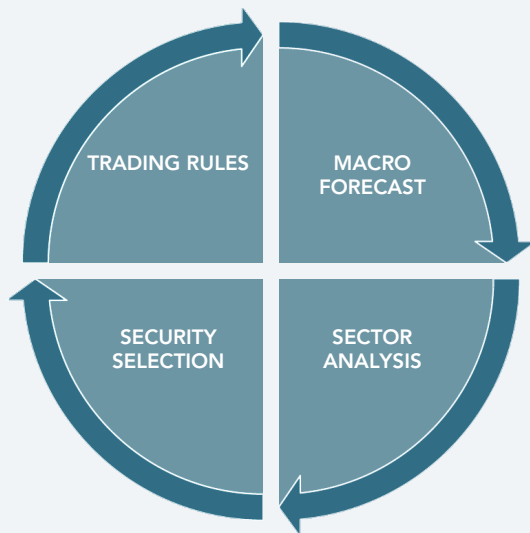 TRADING RULES
MACRO
FORECAST
SECURITY
SELECTION
SECTOR
ANALYSIS